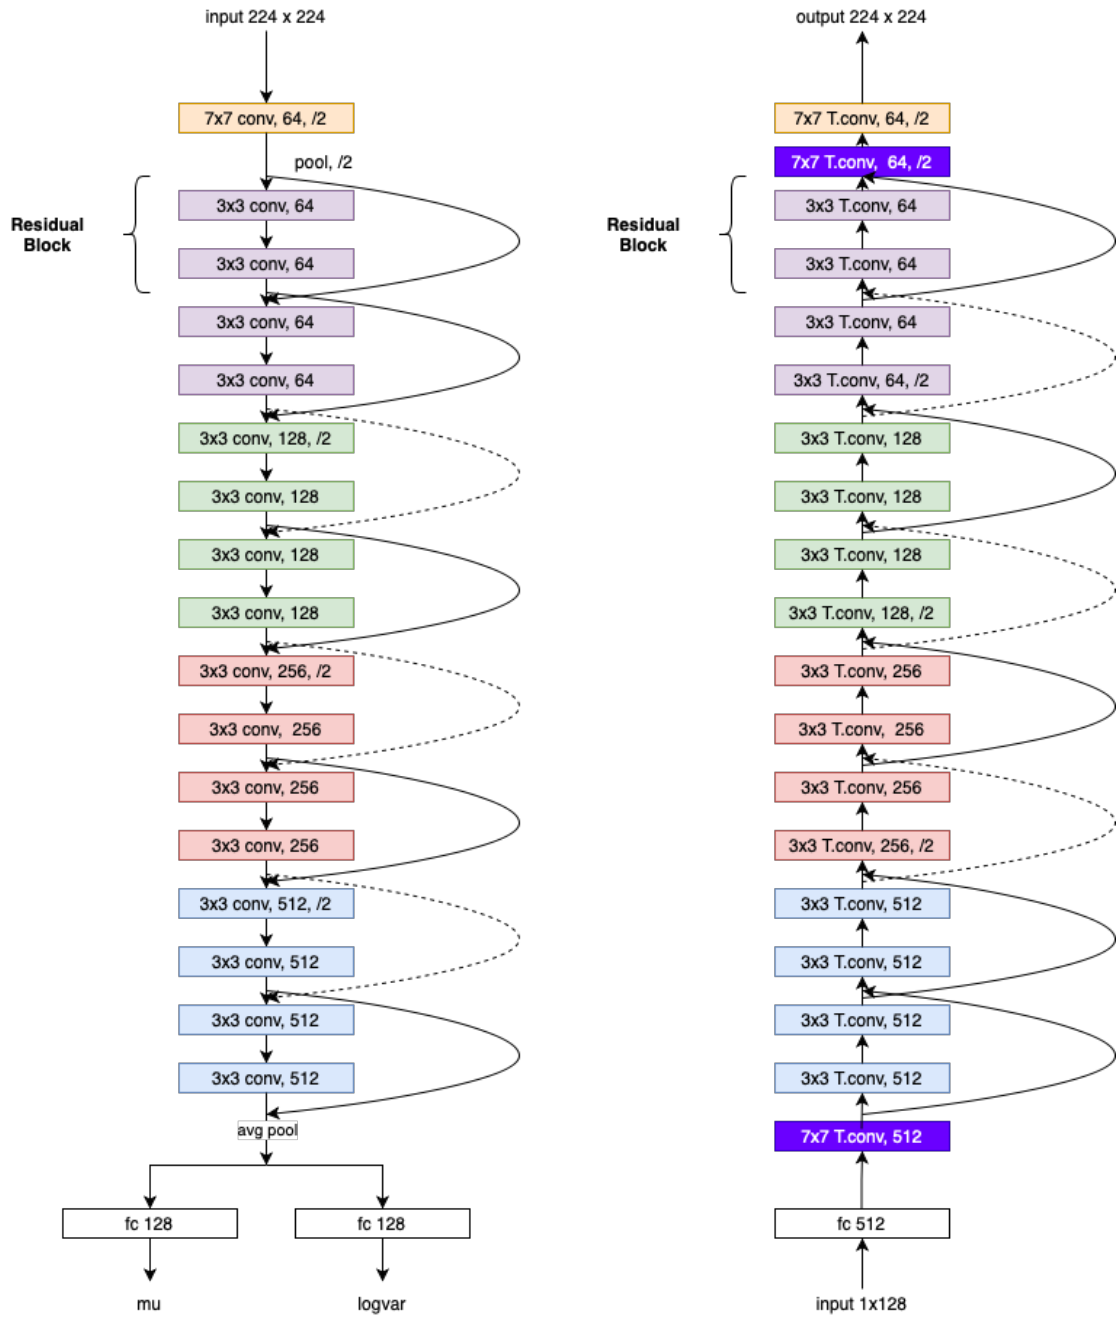 input 224 x 224
7x7 conv, 64, /2
pool, /2
Residual
Block
3x3 conv, 64
3x3 conv, 64
3x3 conv, 64
3x3 conv, 64
3x3 conv, 128, /2
3x3 conv, 128
3x3 conv, 128
3x3 conv, 128
3x3 conv, 256, /2
3x3 conv, 256
3x3 conv, 256
3x3 conv, 256
3x3 conv, 512, /2
3x3 conv, 512
3x3 conv, 512
3x3 conv, 512
avg pool
fc 128
fc 128
mu
logvar
output 224 x 224
7x7 T.conv, 64, /2
7x7 T.conv, 64, /2
Residual
Block
3x3 T.conv, 64
3x3 T.conv, 64
3x3 T.conv, 64
3x3 T.conv, 64, /2
3x3 T.conv, 128
3x3 T.conv, 128
3x3 T.conv, 128
3x3 T.conv, 128, /2
3x3 T.conv, 256
3x3 T.conv, 256
3x3 T.conv, 256
3x3 T.conv, 256, /2
3x3 T.conv, 512
3x3 T.conv, 512
3x3 T.conv, 512
3x3 T.conv, 512
7x7 T.conv, 512
fc 512
input 1x128